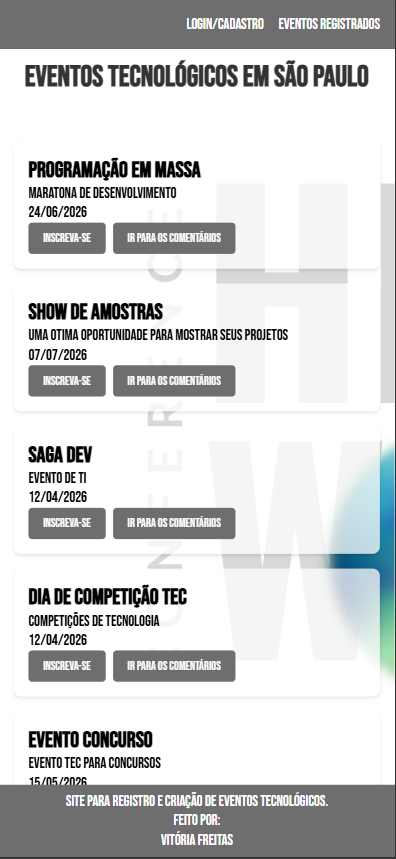 LOGIN/CADASTRO EVENTOS REGISTRADOS
EVENTOS TECNOLÓGICOS EM SÃO PAULO
PROGRAMAÇÃO EM MASSA
MARATONA DE DESENVOLVIMENTO
24/06/2026
INSCREVA-SE IR PARA OS COMENTÁRIOS
SHOW DE AMOSTRAS
UMA OTIMA OPORTUNIDADE PARA MOSTRAR SEUS PROJETOS
07/07/2026
INSCREVA-SE IR PARA OS COMENTÁRIOS
SAGA DEV
EVENTO DE TI
12/04/2026
INSCREVA-SE IR PARA OS COMENTÁRIOS
DIA DE COMPETIÇÃO TEC
COMPETIÇÕES DE TECNOLOGIA
12/04/2026
INSCREVA-SE IR PARA OS COMENTÁRIOS
EVENTO CONCURSO
EVENTO TEC PARA CONCURSOS
15/05/2026
SITE PARA REGISTRO E CRIAÇÃO DE EVENTOS TECNOLÓGICOS.
FEITO POR:
VITÓRIA FREITAS
H
W